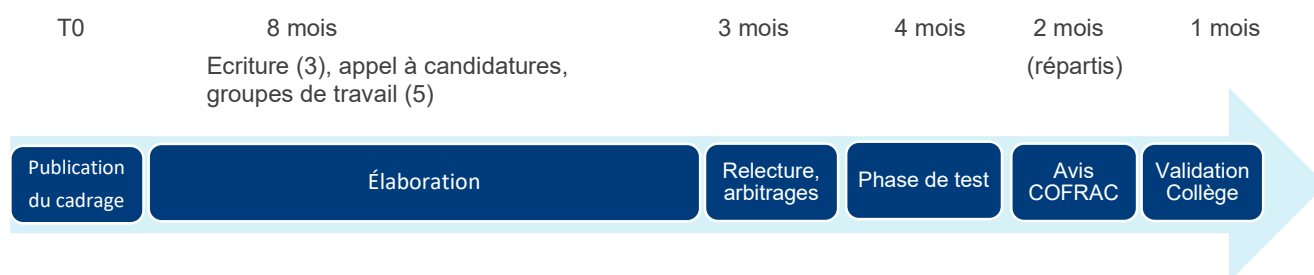 T0
8 mois
3 mois
4 mois
2 mois
1 mois
Ecriture (3), appel à candidatures,
groupes de travail (5)
(répartis)
Publication
du cadrage
Élaboration
Relecture,
arbitrages
Phase de test
Avis
COFRAC
Validation
Collège